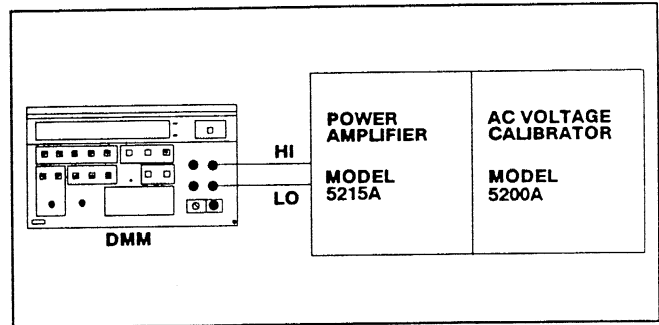 HI
LO
DMM
POWER
AMPLIFIER
MODEL
5215A
AC VOLTAGE
CALIBRATOR
MODEL
5200A